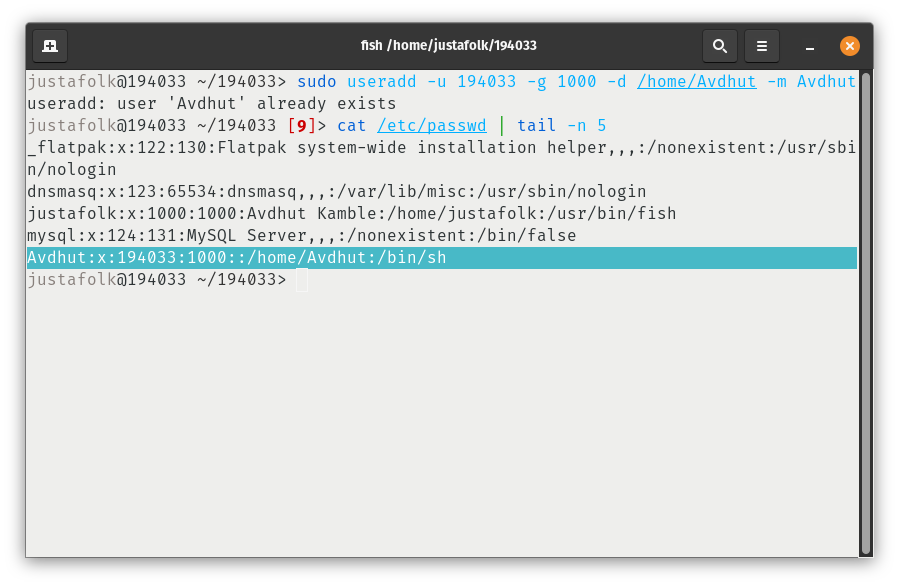 fish /home/justafolk/194033
justafolk@194033 ~/194033> sudo useradd -u 194033 -g 1000 -d /home/Avdhut -m Avdhut
useradd: user 'Avdhut' already exists
justafolk@194033 ~/194033 [9]> cat /etc/passwd | tail -n 5
_flatpak:x:122:130:Flatpak system-wide installation helper,,,:/nonexistent:/usr/sbi
n/nologin
dnsmasq:x:123:65534:dnsmasq,,,:/var/lib/misc:/usr/sbin/nologin
justafolk:x:1000:1000:Avdhut Kamble:/home/justafolk:/usr/bin/fish
mysql:x:124:131:MySQL Server,,,:/nonexistent:/bin/false
Avdhut:x:194033:1000::/home/Avdhut:/bin/sh
justafolk@194033 ~/194033>